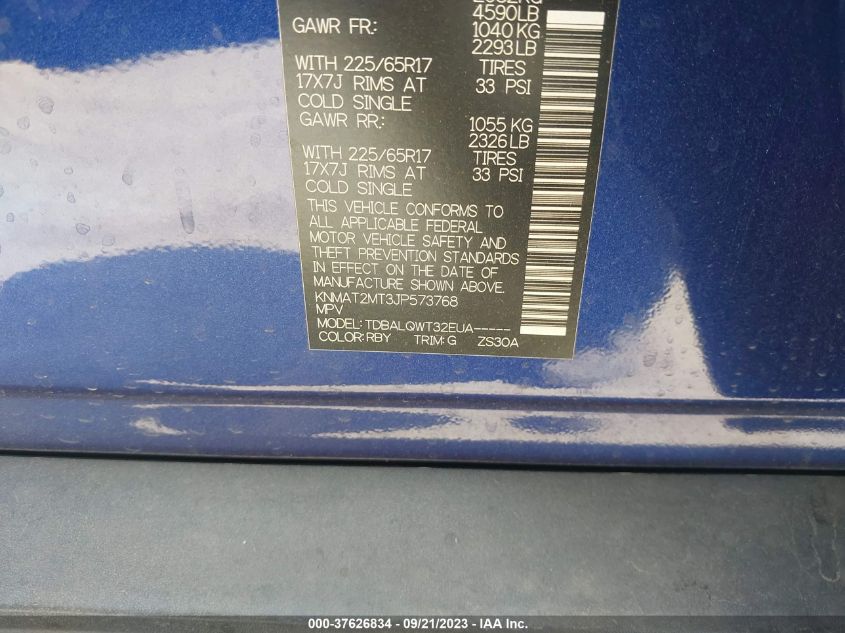 4590LB
GAWR FR: 1040 KG
2293 LB
WITH 225/65R17 TIRES
17X7J RIMS AT 33 PSI
COLD SINGLE
GAWR RR: 1055 KG
2326 LB
WITH 225/65R17 TIRES
17X7J RIMS AT 33 PSI
COLD SINGLE
THIS VEHICLE CONFORMS TO
ALL APPLICABLE FEDERAL
MOTOR VEHICLE SAFETY AND
THEFT PREVENTION STANDARDS
IN EFFECT ON THE DATE OF
MANUFACTURE SHOWN ABOVE.
KNMAT2MT3JP573768
MPV
MODEL: TDBALQWT32EUA-----
COLOR: RBY TRIM: G ZS30A
000-37626834 - 09/21/2023 - IAA Inc.